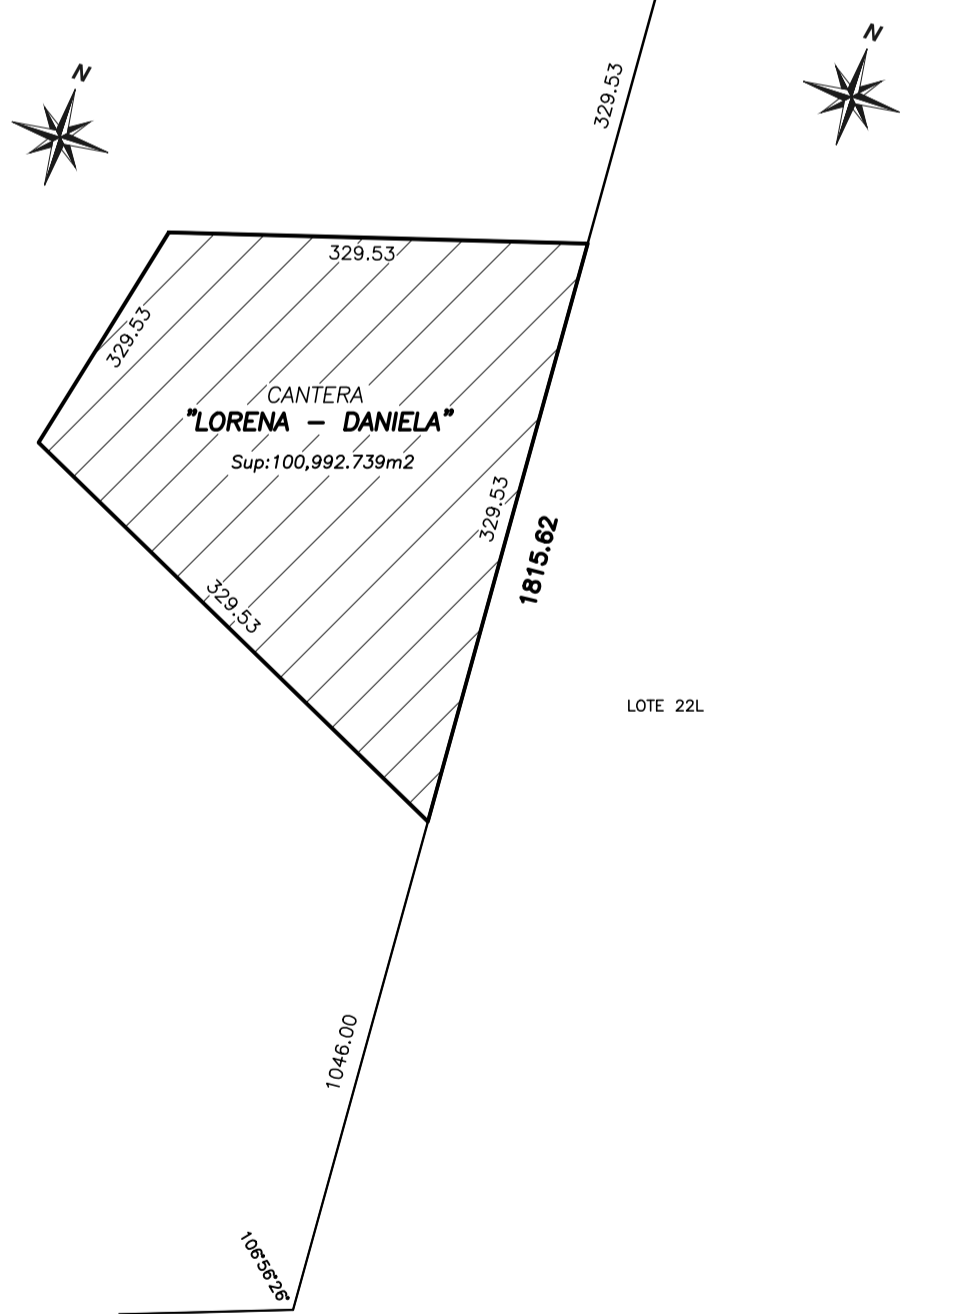 N
N
329.53
329.53
329.53
CANTERA
"LORENA – DANIELA"
Sup:100,992.739m2
329.53
1815.62
329.53
LOTE 22L
1046.00
106°56'26"